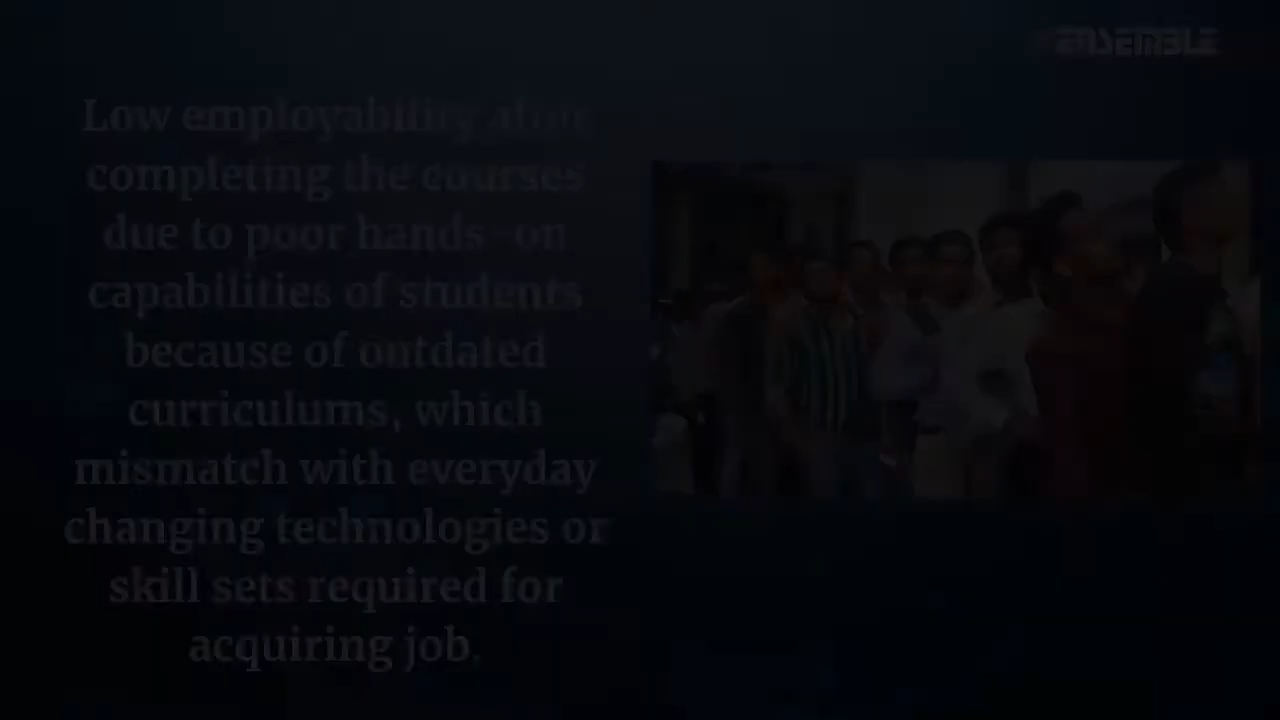 ENSEMBLE
Low employability after
completing the courses
due to poor hands-on
capabilities of students
because of outdated
curriculums, which
mismatch with everyday
changing technologies or
skill sets required for
acquiring job.